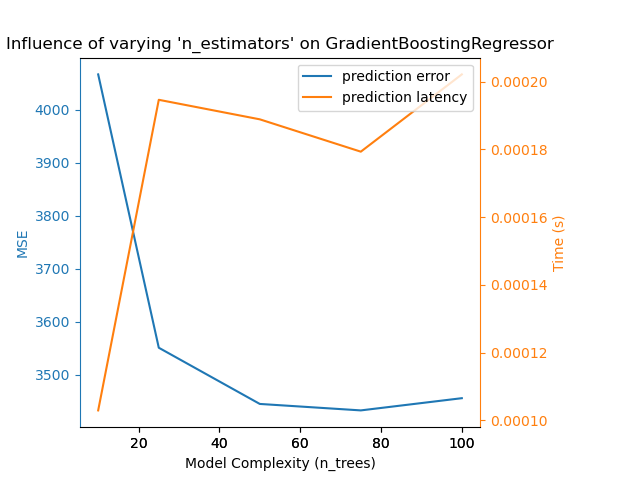 Influence of varying 'n_estimators' on GradientBoostingRegressor
prediction error
prediction latency
4000
3900
3800
3700
3600
3500
MSE
0.00020
0.00018
0.00016
0.00014
0.00012
0.00010
Time (s)
20 40 60 80 100
Model Complexity (n_trees)